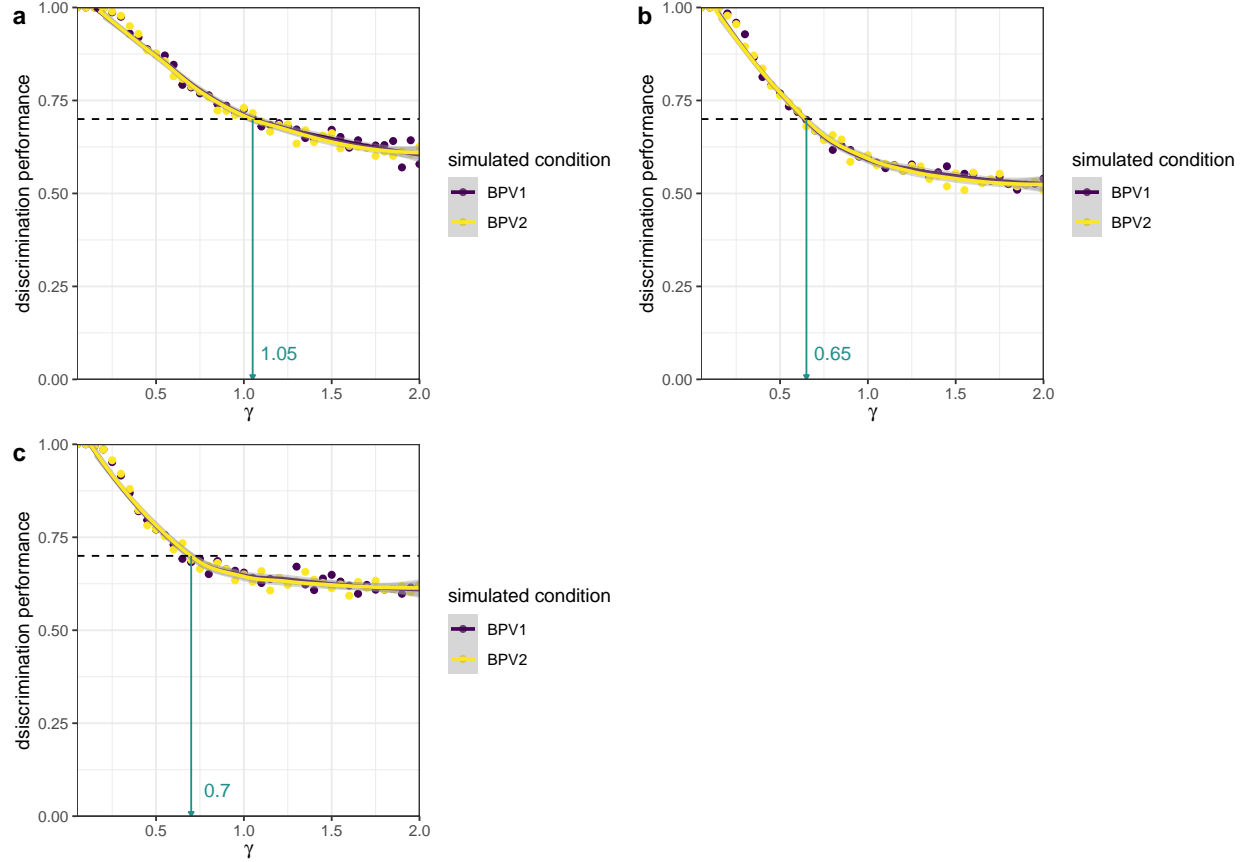 a
1.00
0.75
0.50
0.25
0.00
dsiscrimination performance
1.05
0.5 1.0 1.5 2.0
γ
simulated condition
BPV1
BPV2
b
1.00
0.75
0.50
0.25
0.00
dsiscrimination performance
0.65
0.5 1.0 1.5 2.0
γ
simulated condition
BPV1
BPV2
c
1.00
0.75
0.50
0.25
0.00
dsiscrimination performance
0.7
0.5 1.0 1.5 2.0
γ
simulated condition
BPV1
BPV2